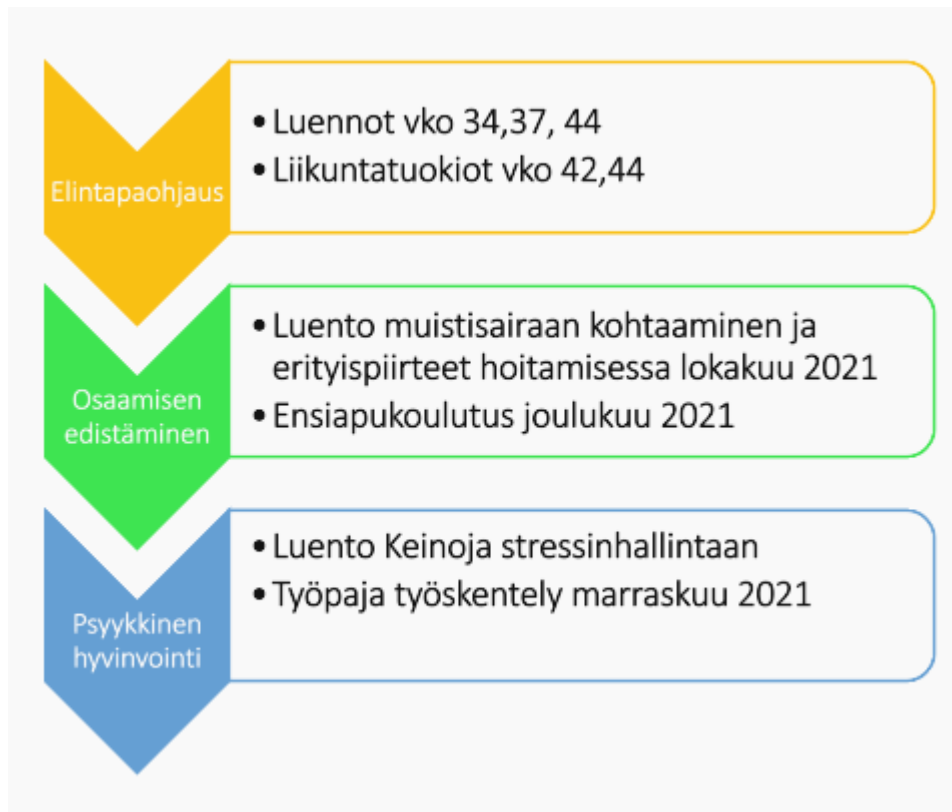 Elintapaohjaus
• Luennot vko 34,37, 44
• Liikuntatuokiot vko 42,44
Osaamisen
edistäminen
• Luento muistisairaan kohtaaminen ja
erityispiirteet hoitamisessa lokakuu 2021
• Ensiapukoulutus joulukuu 2021
Psyykkinen
hyvinvointi
• Luento Keinoja stressinhallintaan
• Työpaja työskentely marraskuu 2021